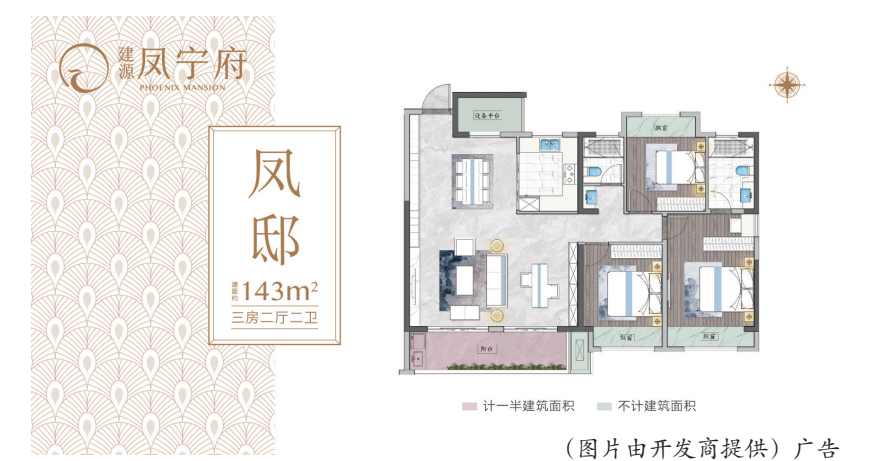 建源 凤宁府
PHOENIX MANSION
凤邸
建面约143m²
三房二厅二卫
设备平台
飘窗
阳台
飘窗
飘窗
计一半建筑面积 不计建筑面积
（图片由开发商提供）广告